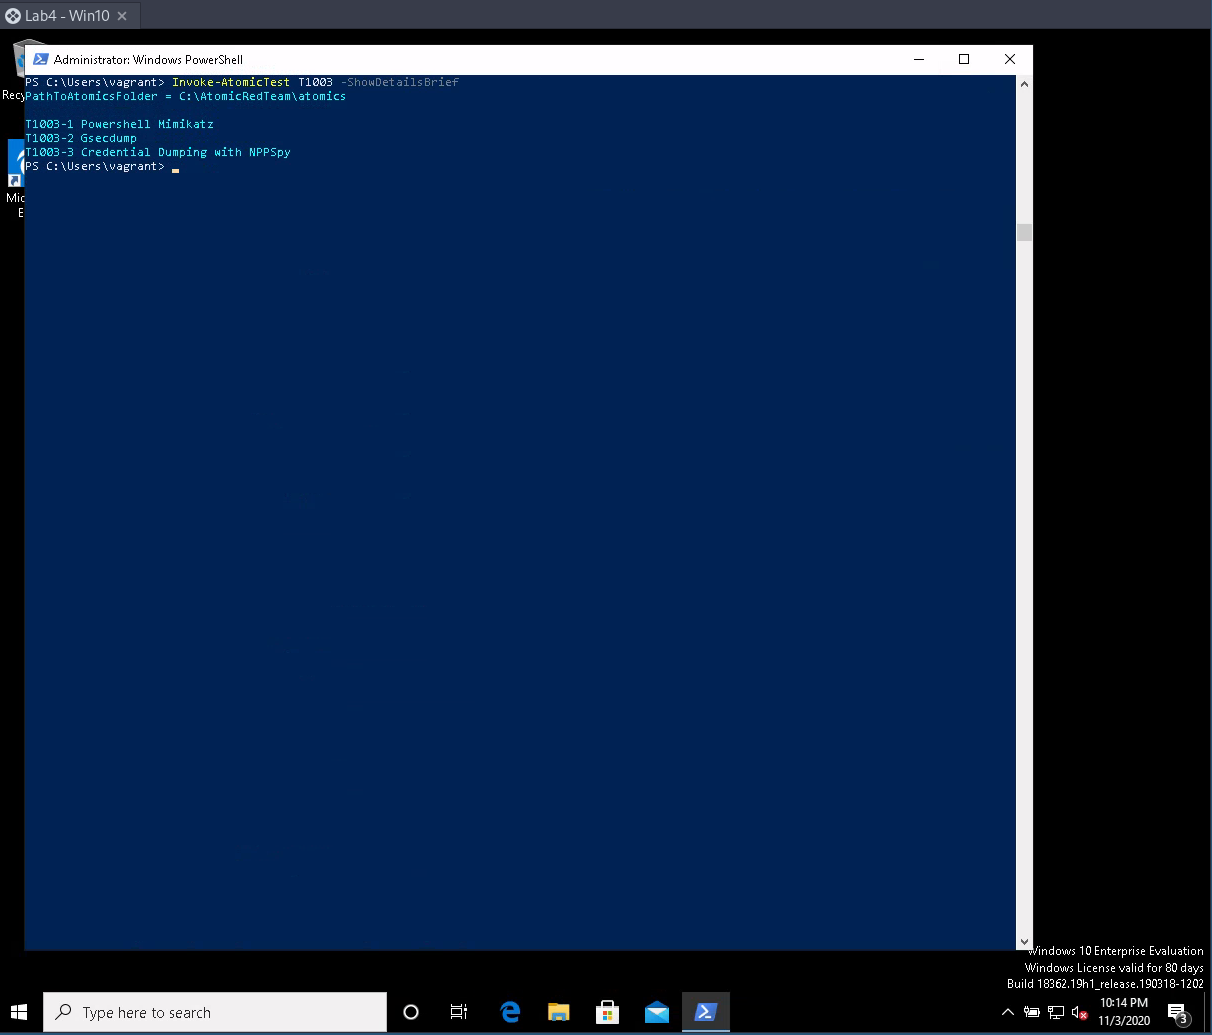 Lab4 - Win10
Administrator: Windows PowerShell
PS C:\Users\vagrant> Invoke-AtomicTest T1003 -ShowDetailsBrief
PathToAtomicsFolder = C:\AtomicRedTeam\atomics
T1003-1 Powershell Mimikatz
T1003-2 Gsecdump
T1003-3 Credential Dumping with NPPSpy
PS C:\Users\vagrant>
Recy
Mic
E
Windows 10 Enterprise Evaluation
Windows License valid for 80 days
Build 18362.19h1_release.190318-1202
Type here to search
10:14 PM
11/3/2020
3